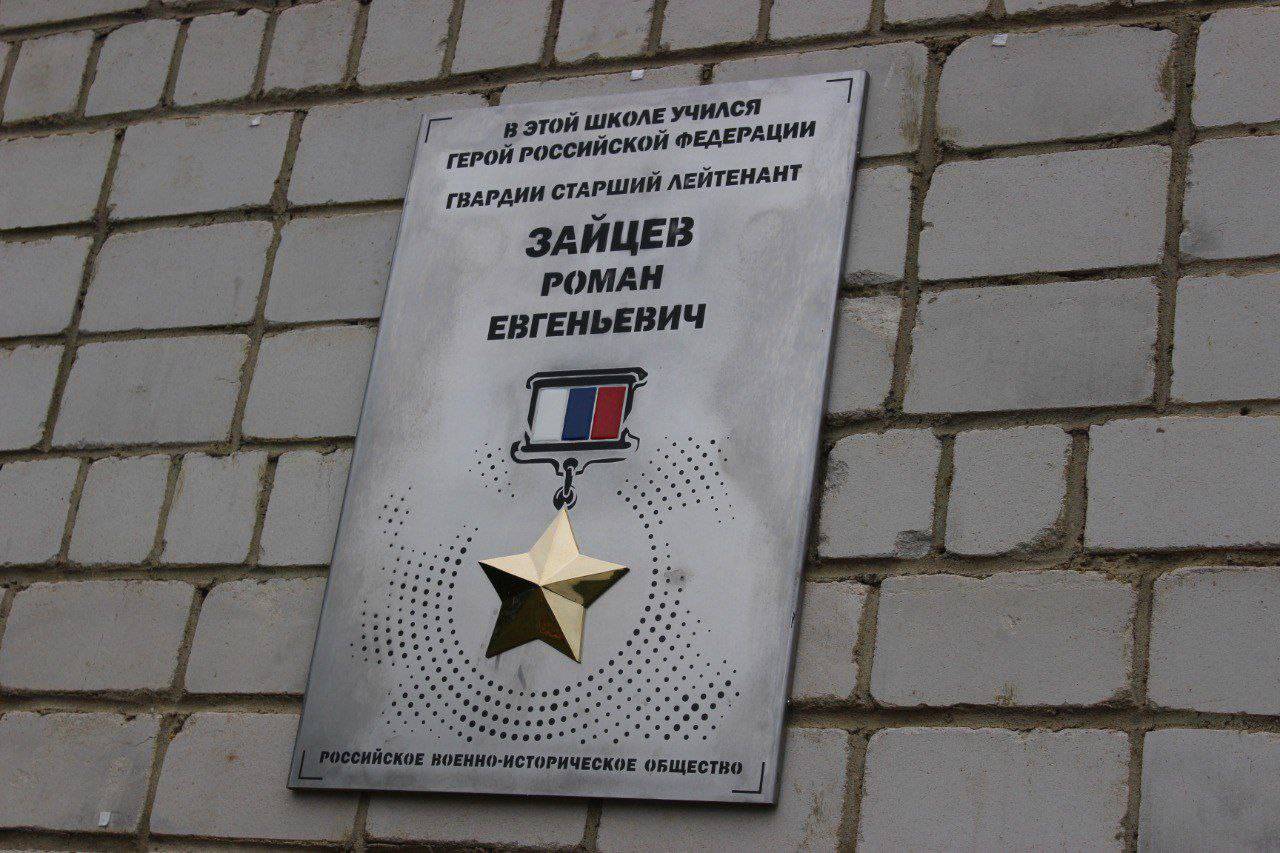 В ЭТОЙ ШКОЛЕ УЧИЛСЯ
ГЕРОЙ РОССИЙСКОЙ ФЕДЕРАЦИИ
ГВАРДИИ СТАРШИЙ ЛЕЙТЕНАНТ
ЗАЙЦЕВ
РОМАН
ЕВГЕНЬЕВИЧ
РОССИЙСКОЕ ВОЕННО-ИСТОРИЧЕСКОЕ ОБЩЕСТВО